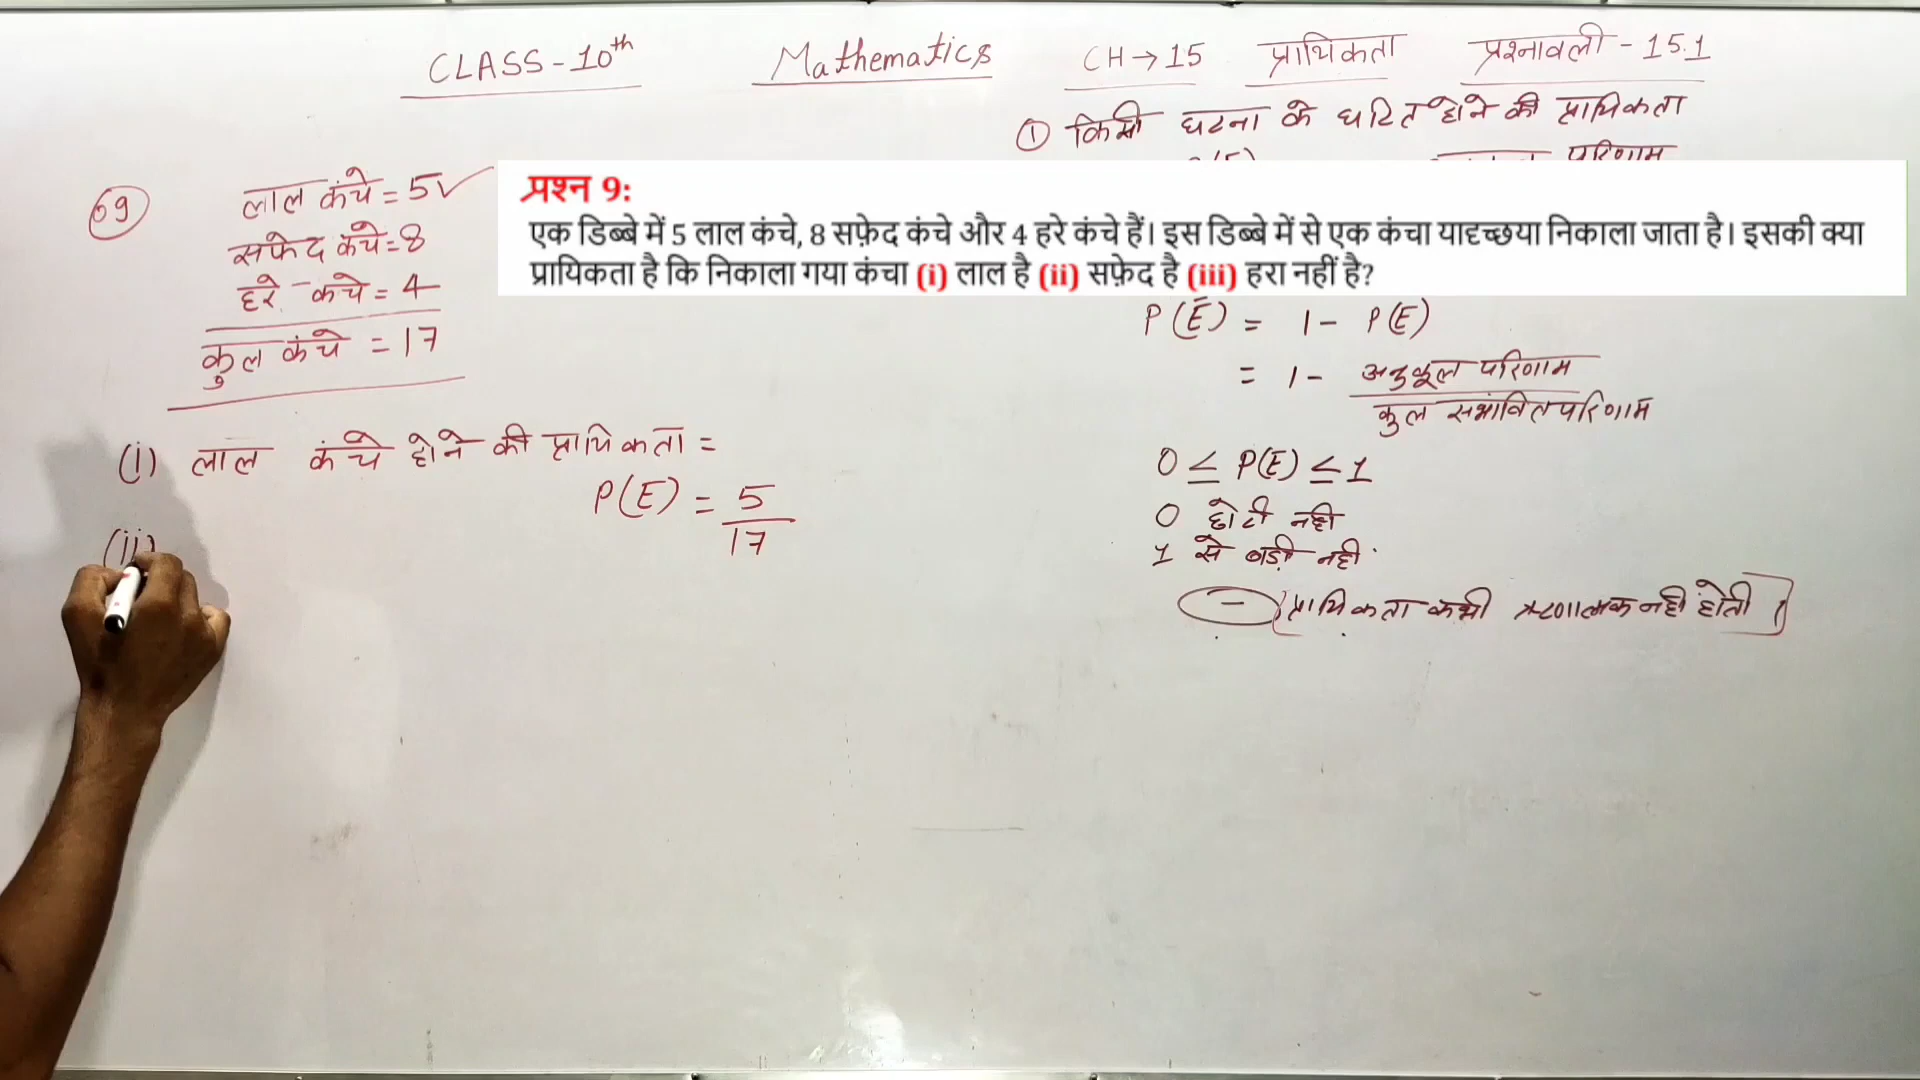 CLASS-10th Mathematics CH→15 प्रायिकता प्रश्नावली-15.1
① किसी घटना के घटित होने की प्रायिकता
परिणाम
प्रश्न 9:
एक डिब्बे में 5 लाल कंचे, 8 सफ़ेद कंचे और 4 हरे कंचे हैं। इस डिब्बे में से एक कंचा यादृच्छया निकाला जाता है। इसकी क्या
प्रायिकता है कि निकाला गया कंचा (i) लाल है (ii) सफ़ेद है (iii) हरा नहीं है?
09
लाल कंचे = 5✓
सफेद कंचे=8
हरे कंचे = 4
कुल कंचे = 17
(i) लाल कंचे होने की प्रायिकता =
P(E) = 5/17
(ii)
P(Ē) = 1 - P(E)
= 1 - अनुकूल परिणाम
कुल संभावित परिणाम
0 ≤ P(E) ≤ 1
0 छोटी नही
1 से बड़ी नही
- प्रायिकता कभी ऋणात्मक नही होती।